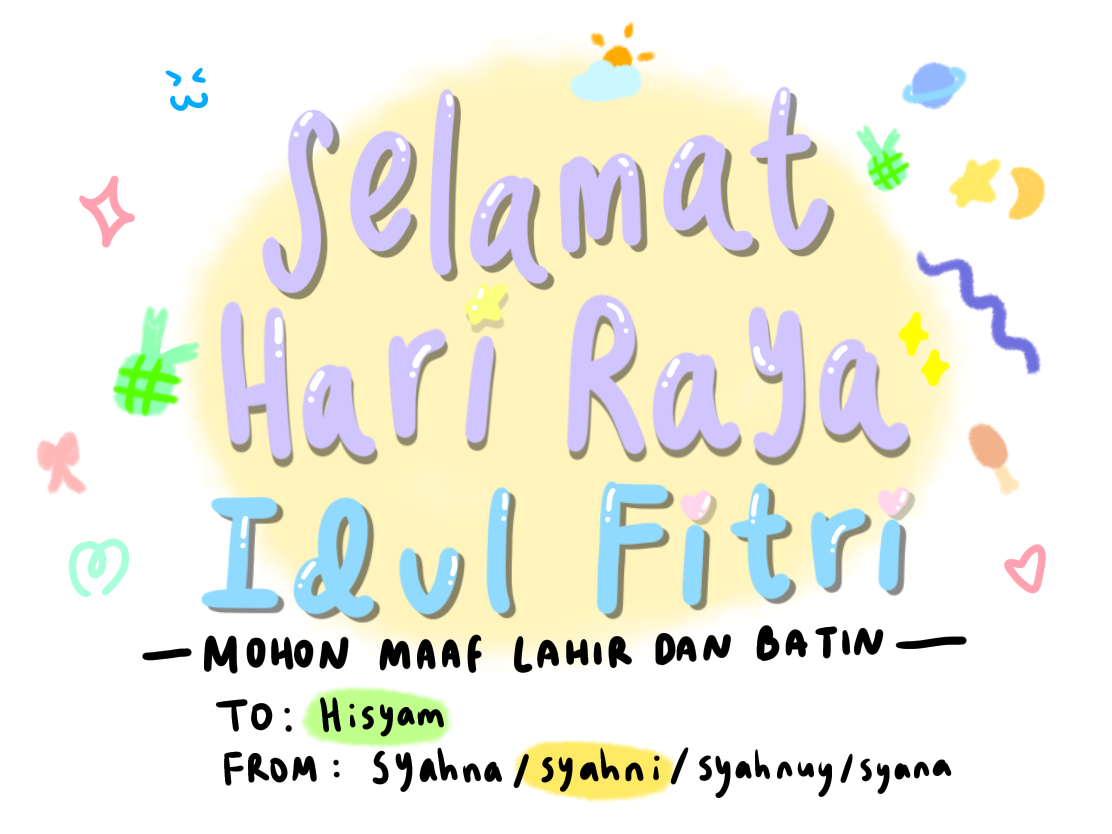 Selamat
Hari Raya
Idul Fitri
— MOHON MAAF LAHIR DAN BATIN —
TO: Hisyam
FROM: Syahna/syahni/syahnuy/syana